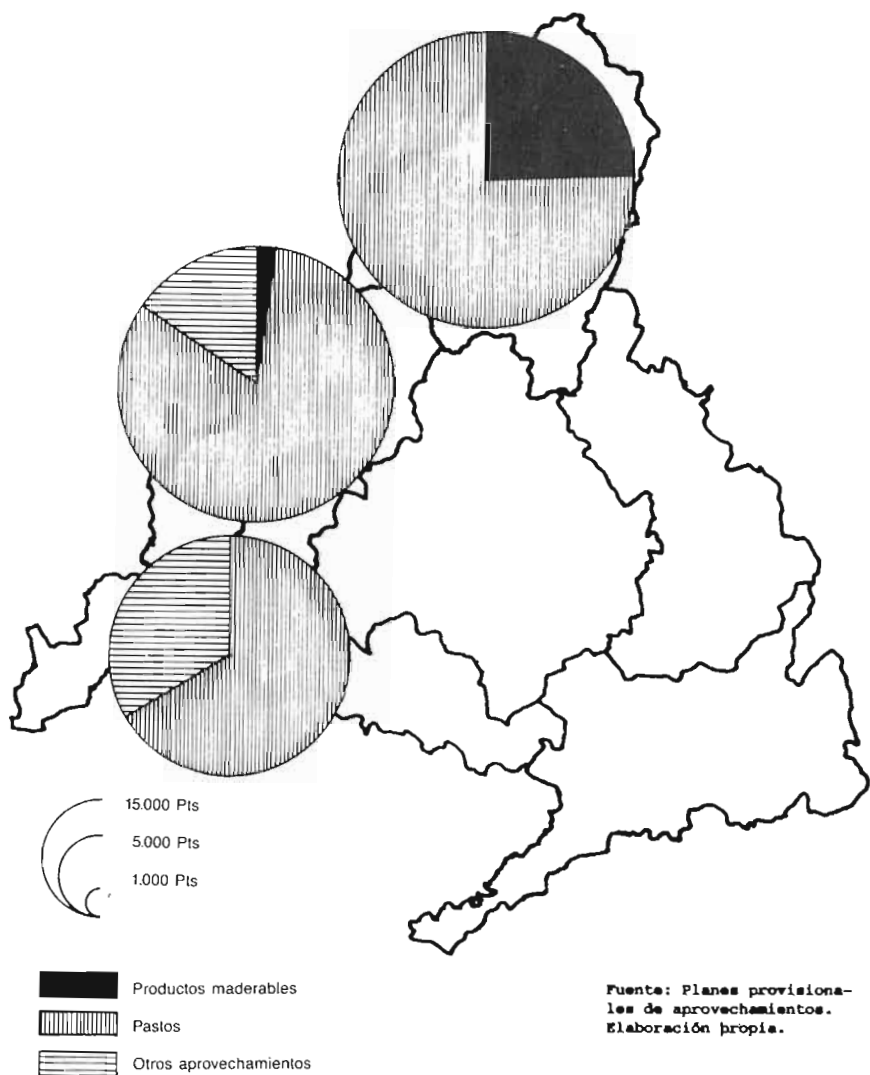 15.000 Pts
5.000 Pts
1.000 Pts
Productos maderables
Pastos
Otros aprovechamientos
Fuente: Planes provisiona-
les de aprovechamientos.
Elaboración propia.